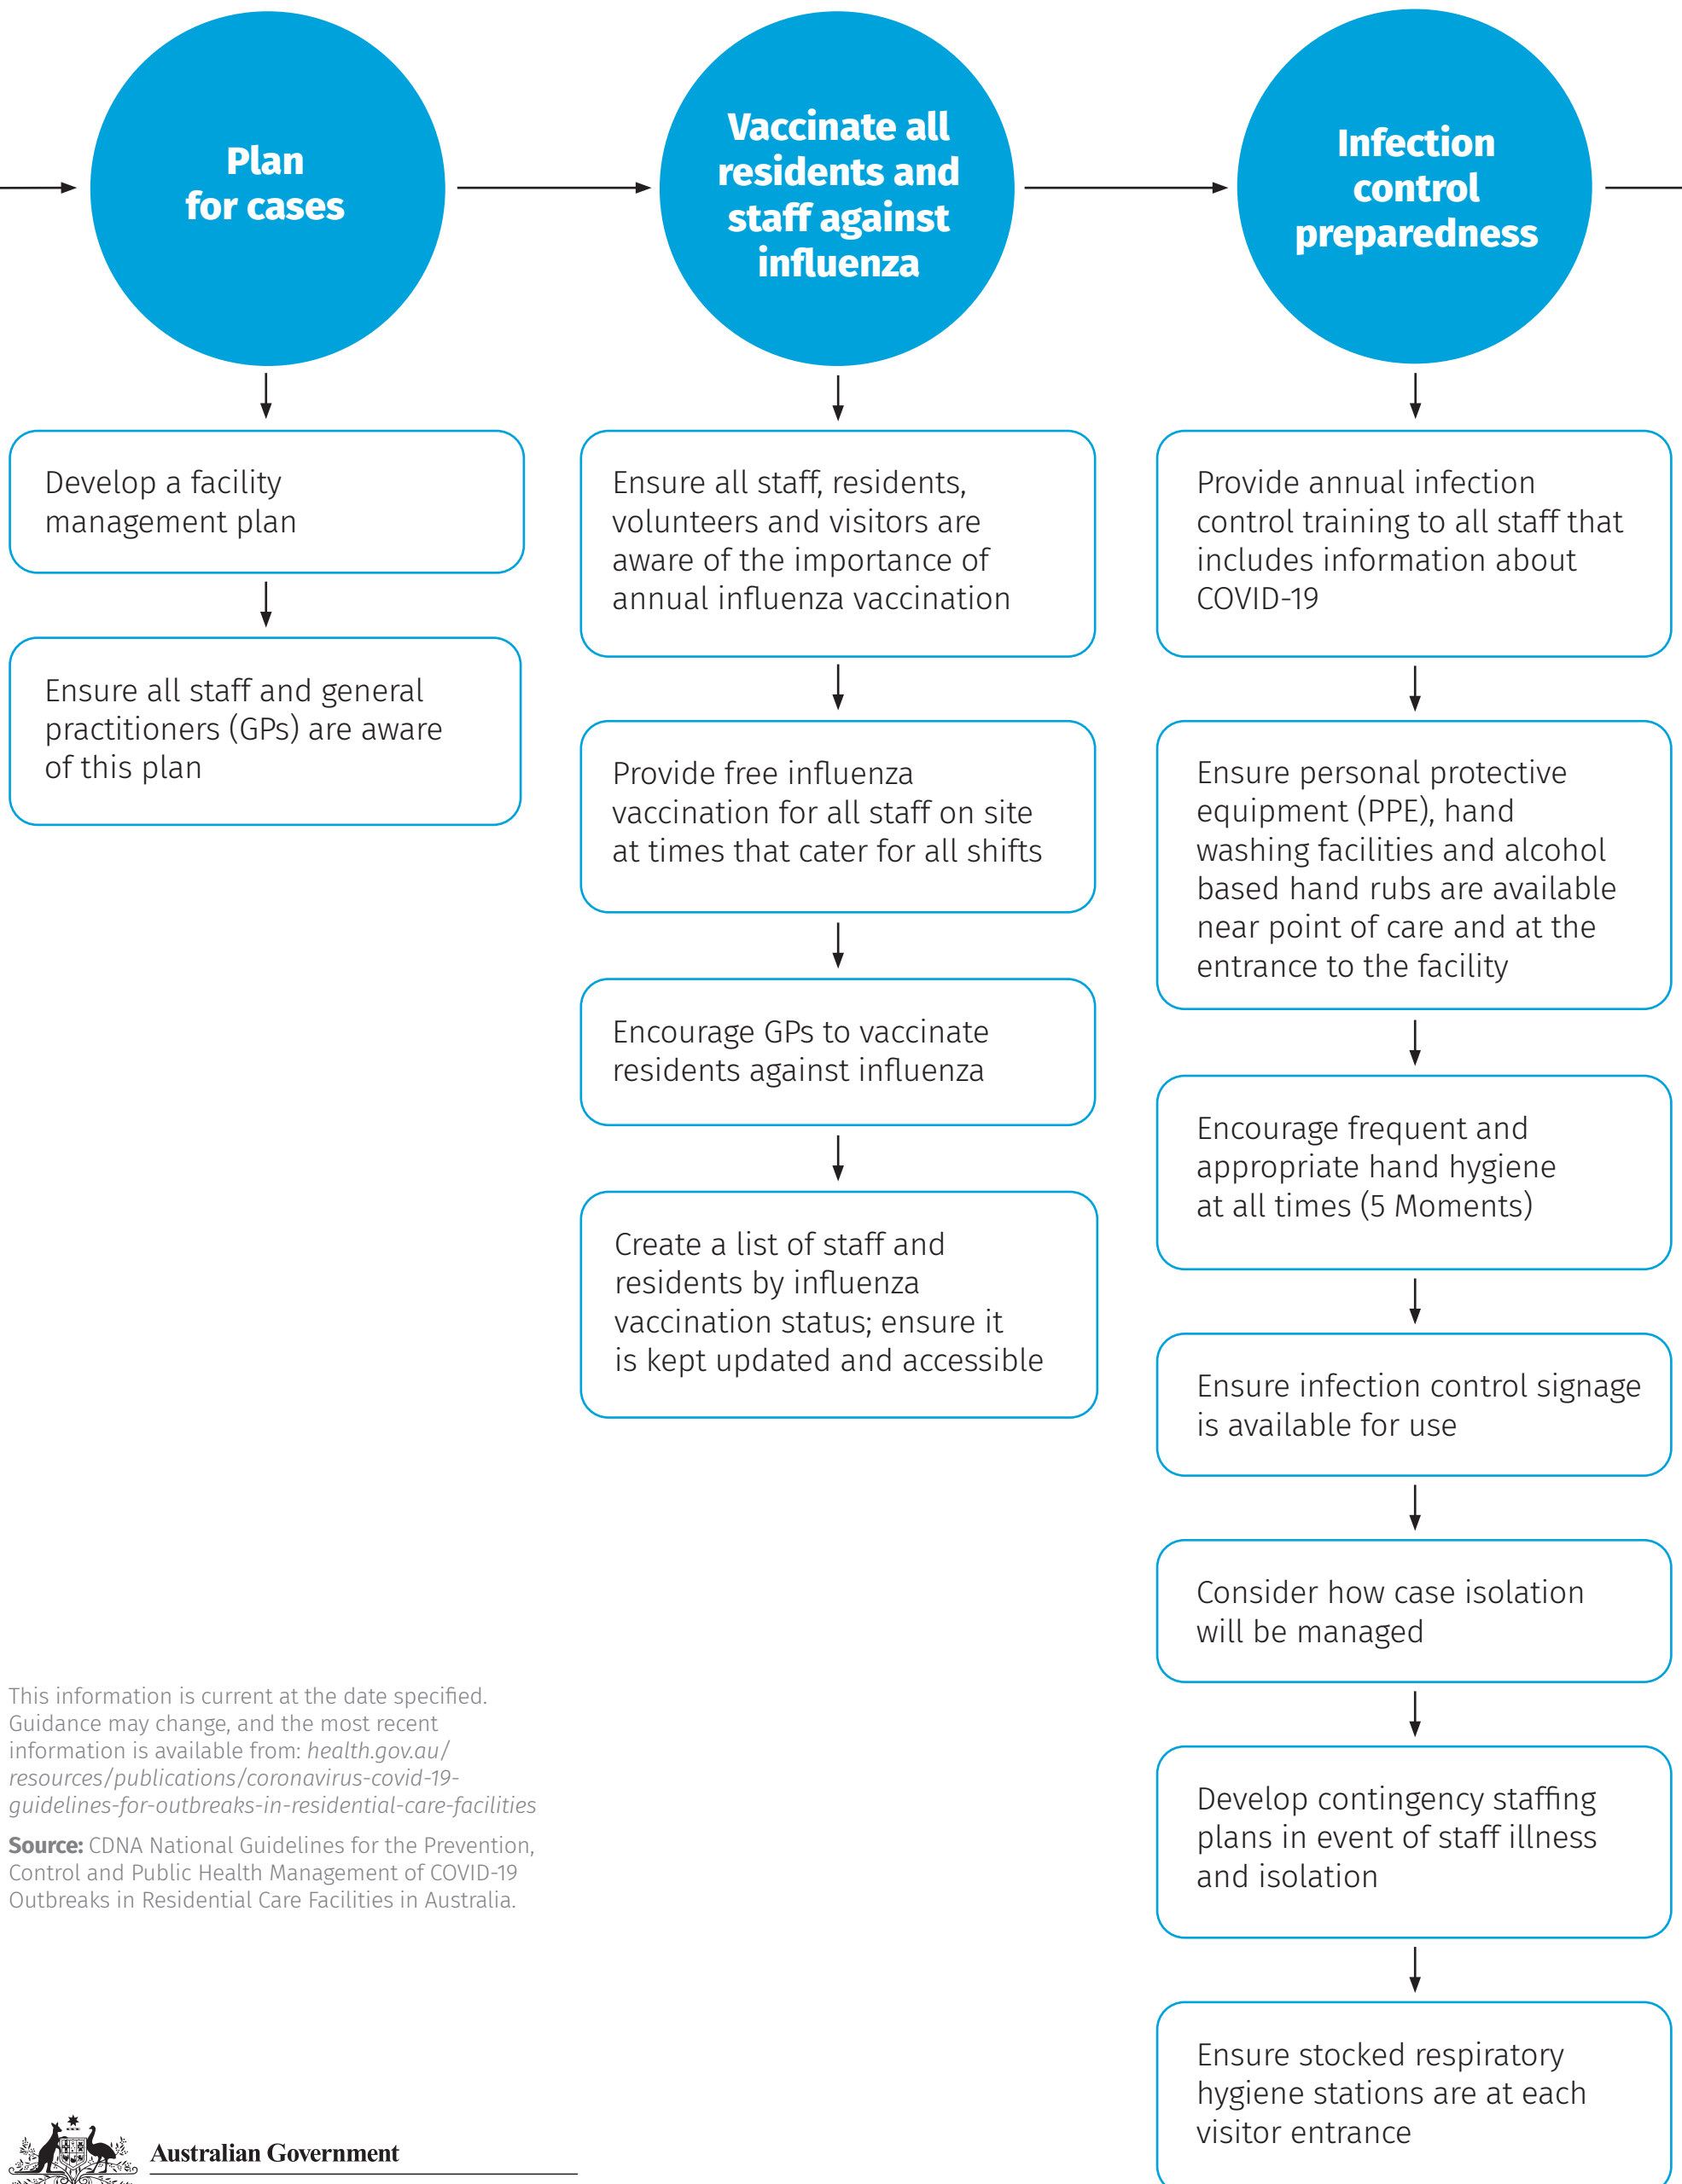 Plan
for cases
Develop a facility
management plan
Ensure all staff and general
practitioners (GPs) are aware
of this plan
Vaccinate all
residents and
staff against
influenza
Ensure all staff, residents,
volunteers and visitors are
aware of the importance of
annual influenza vaccination
Provide free influenza
vaccination for all staff on site
at times that cater for all shifts
Encourage GPs to vaccinate
residents against influenza
Create a list of staff and
residents by influenza
vaccination status; ensure it
is kept updated and accessible
Infection
control
preparedness
Provide annual infection
control training to all staff that
includes information about
COVID-19
Ensure personal protective
equipment (PPE), hand
washing facilities and alcohol
based hand rubs are available
near point of care and at the
entrance to the facility
Encourage frequent and
appropriate hand hygiene
at all times (5 Moments)
Ensure infection control signage
is available for use
Consider how case isolation
will be managed
Develop contingency staffing
plans in event of staff illness
and isolation
Ensure stocked respiratory
hygiene stations are at each
visitor entrance
This information is current at the date specified.
Guidance may change, and the most recent
information is available from: health.gov.au/
resources/publications/coronavirus-covid-19-
guidelines-for-outbreaks-in-residential-care-facilities
Source: CDNA National Guidelines for the Prevention,
Control and Public Health Management of COVID-19
Outbreaks in Residential Care Facilities in Australia.
Australian Government